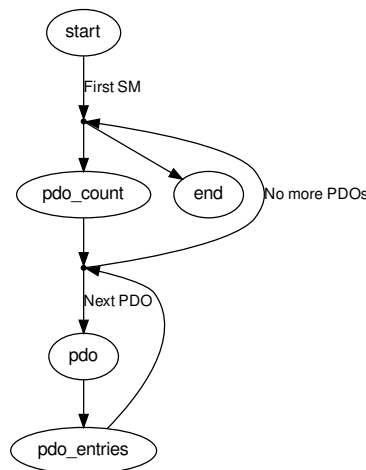 start
First SM
pdo_count
end
No more PDOs
Next PDO
pdo
pdo_entries